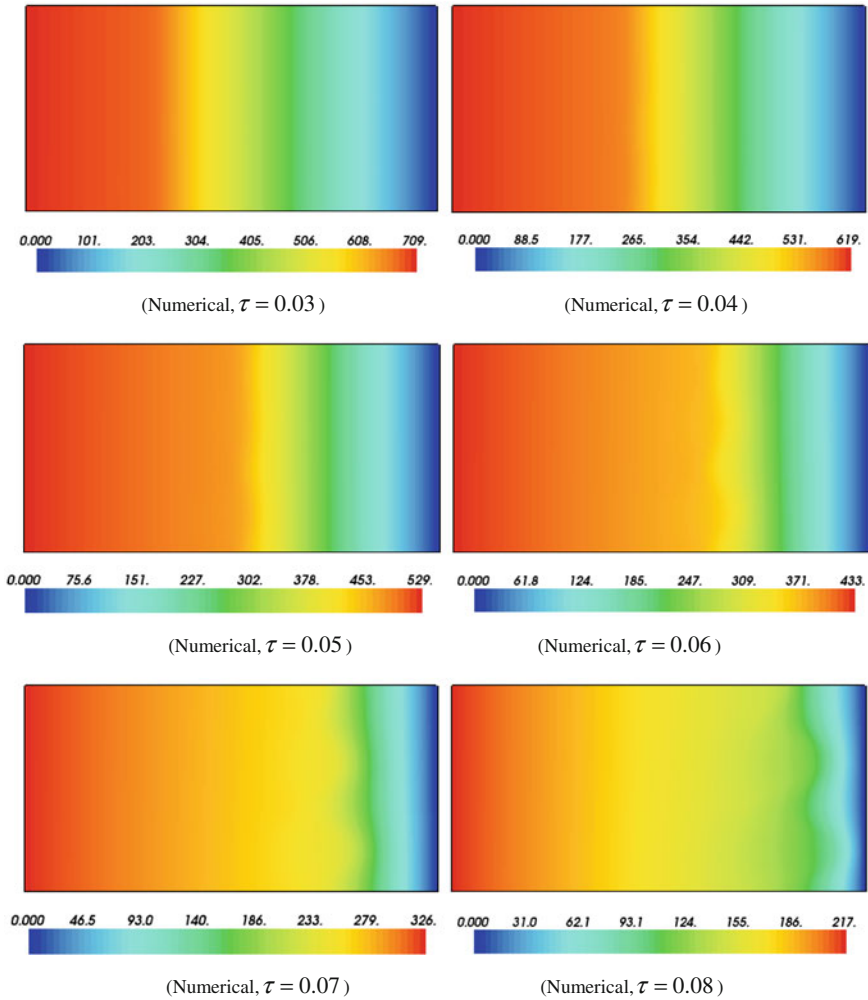 0.000 101. 203. 304. 405. 506. 608. 709.
0.000 88.5 177. 265. 354. 442. 531. 619.
(Numerical, τ = 0.03 )
(Numerical, τ = 0.04 )
0.000 75.6 151. 227. 302. 378. 453. 529.
0.000 61.8 124. 185. 247. 309. 371. 433.
(Numerical, τ = 0.05 )
(Numerical, τ = 0.06 )
0.000 46.5 93.0 140. 186. 233. 279. 326.
0.000 31.0 62.1 93.1 124. 155. 186. 217.
(Numerical, τ = 0.07 )
(Numerical, τ = 0.08 )